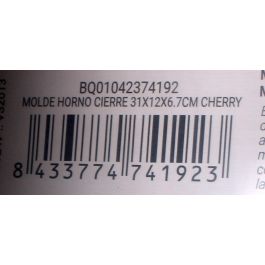 BQ01042374192
MOLDE HORNO CIERRE 31X12X6.7CM CHERRY
8 433774 741923